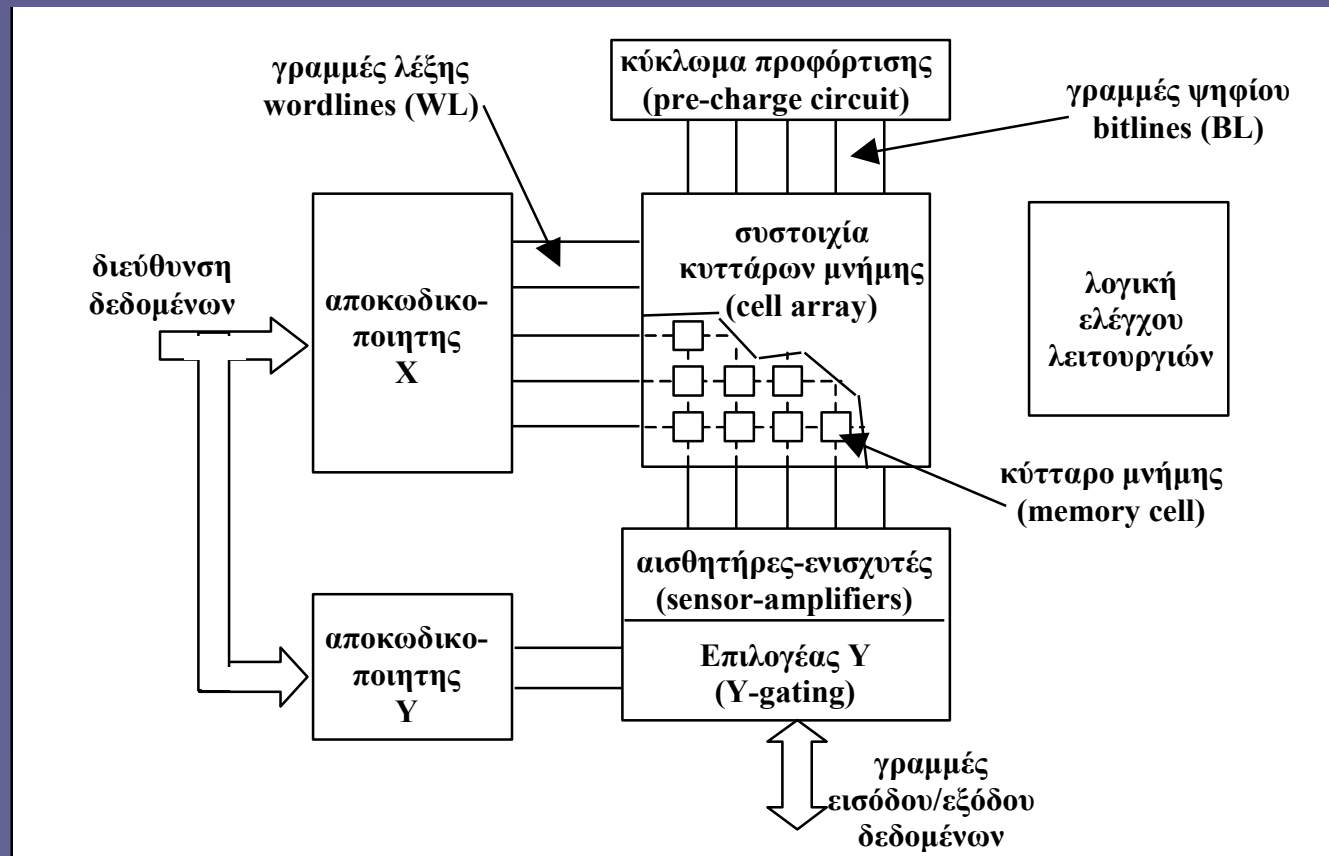 κύκλωμα προφόρτισης
(pre-charge circuit)
γραμμές λέξης
wordlines (WL)
γραμμές ψηφίου
bitlines (BL)
διεύθυνση
δεδομένων
αποκωδικο-
ποιητης
X
συστοιχία
κυττάρων μνήμης
(cell array)
λογική
ελέγχου
λειτουργιών
κύτταρο μνήμης
(memory cell)
αισθητήρες-ενισχυτές
(sensor-amplifiers)
αποκωδικο-
ποιητης
Y
Επιλογέας Y
(Y-gating)
γραμμές
εισόδου/εξόδου
δεδομένων